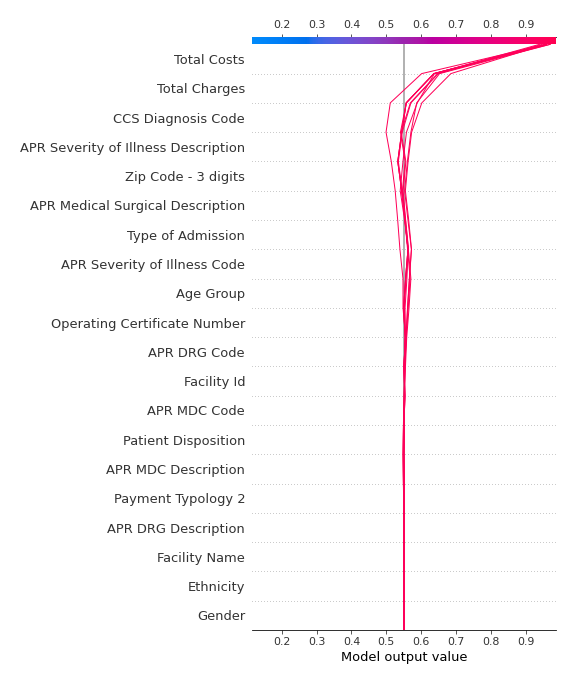 0.2 0.3 0.4 0.5 0.6 0.7 0.8 0.9
Total Costs
Total Charges
CCS Diagnosis Code
APR Severity of Illness Description
Zip Code - 3 digits
APR Medical Surgical Description
Type of Admission
APR Severity of Illness Code
Age Group
Operating Certificate Number
APR DRG Code
Facility Id
APR MDC Code
Patient Disposition
APR MDC Description
Payment Typology 2
APR DRG Description
Facility Name
Ethnicity
Gender
0.2 0.3 0.4 0.5 0.6 0.7 0.8 0.9
Model output value